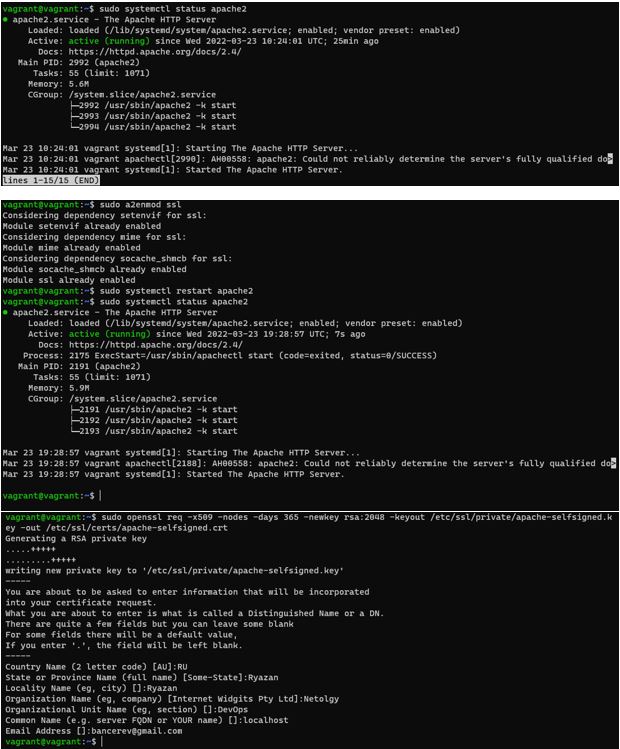 vagrant@vagrant:~$ sudo systemctl status apache2
● apache2.service - The Apache HTTP Server
Loaded: loaded (/lib/systemd/system/apache2.service; enabled; vendor preset: enabled)
Active: active (running) since Wed 2022-03-23 10:24:01 UTC; 25min ago
Docs: https://httpd.apache.org/docs/2.4/
Main PID: 2992 (apache2)
Tasks: 55 (limit: 1071)
Memory: 5.6M
CGroup: /system.slice/apache2.service
├─2992 /usr/sbin/apache2 -k start
├─2993 /usr/sbin/apache2 -k start
└─2994 /usr/sbin/apache2 -k start
Mar 23 10:24:01 vagrant systemd[1]: Starting The Apache HTTP Server...
Mar 23 10:24:01 vagrant apachectl[2990]: AH00558: apache2: Could not reliably determine the server's fully qualified do>
Mar 23 10:24:01 vagrant systemd[1]: Started The Apache HTTP Server.
lines 1-15/15 (END)
vagrant@vagrant:~$ sudo a2enmod ssl
Considering dependency setenvif for ssl:
Module setenvif already enabled
Considering dependency mime for ssl:
Module mime already enabled
Considering dependency socache_shmcb for ssl:
Module socache_shmcb already enabled
Module ssl already enabled
vagrant@vagrant:~$ sudo systemctl restart apache2
vagrant@vagrant:~$ sudo systemctl status apache2
● apache2.service - The Apache HTTP Server
Loaded: loaded (/lib/systemd/system/apache2.service; enabled; vendor preset: enabled)
Active: active (running) since Wed 2022-03-23 19:28:57 UTC; 7s ago
Docs: https://httpd.apache.org/docs/2.4/
Process: 2175 ExecStart=/usr/sbin/apachectl start (code=exited, status=0/SUCCESS)
Main PID: 2191 (apache2)
Tasks: 55 (limit: 1071)
Memory: 5.9M
CGroup: /system.slice/apache2.service
├─2191 /usr/sbin/apache2 -k start
├─2192 /usr/sbin/apache2 -k start
└─2193 /usr/sbin/apache2 -k start
Mar 23 19:28:57 vagrant systemd[1]: Starting The Apache HTTP Server...
Mar 23 19:28:57 vagrant apachectl[2188]: AH00558: apache2: Could not reliably determine the server's fully qualified do>
Mar 23 19:28:57 vagrant systemd[1]: Started The Apache HTTP Server.
vagrant@vagrant:~$
vagrant@vagrant:~$ sudo openssl req -x509 -nodes -days 365 -newkey rsa:2048 -keyout /etc/ssl/private/apache-selfsigned.k
ey -out /etc/ssl/certs/apache-selfsigned.crt
Generating a RSA private key
.....+++++
.........+++++
writing new private key to '/etc/ssl/private/apache-selfsigned.key'
-----
You are about to be asked to enter information that will be incorporated
into your certificate request.
What you are about to enter is what is called a Distinguished Name or a DN.
There are quite a few fields but you can leave some blank
For some fields there will be a default value,
If you enter '.', the field will be left blank.
-----
Country Name (2 letter code) [AU]:RU
State or Province Name (full name) [Some-State]:Ryazan
Locality Name (eg, city) []:Ryazan
Organization Name (eg, company) [Internet Widgits Pty Ltd]:Netolgy
Organizational Unit Name (eg, section) []:DevOps
Common Name (e.g. server FQDN or YOUR name) []:localhost
Email Address []:bancerev@gmail.com
vagrant@vagrant:~$